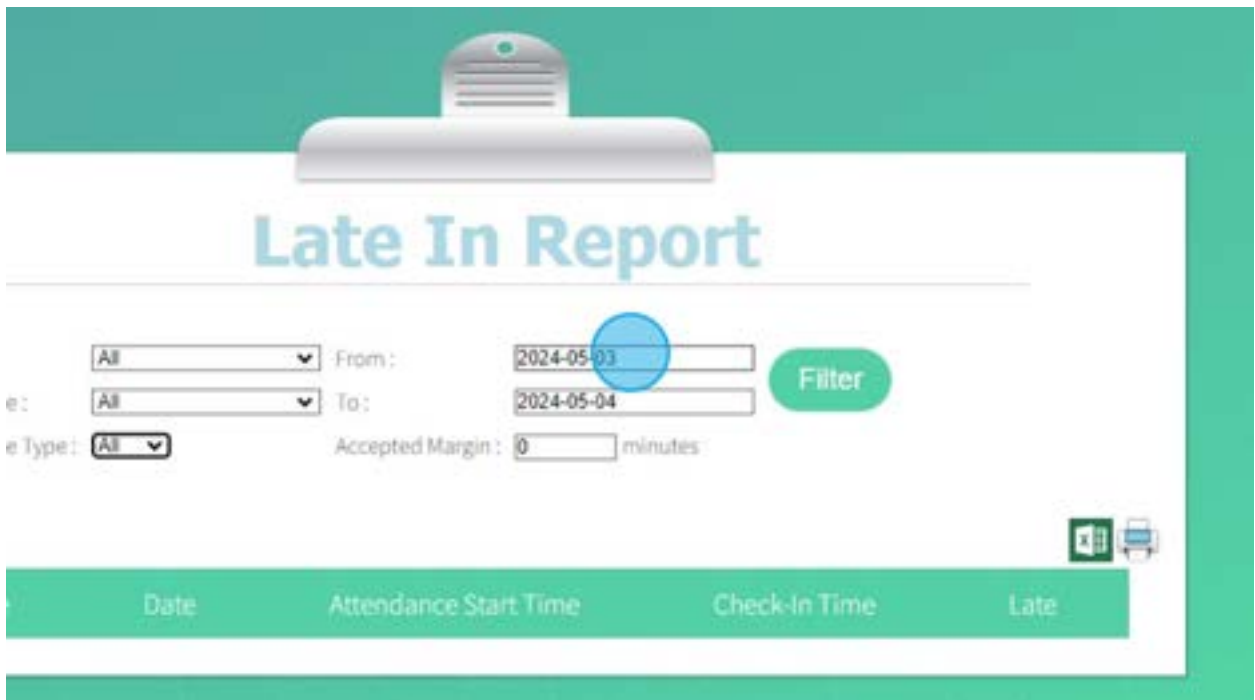 Late In Report
All From : 2024-05-03 Filter
e : All To : 2024-05-04
e Type : All Accepted Margin : 0 minutes
Date Attendance Start Time Check-In Time Late